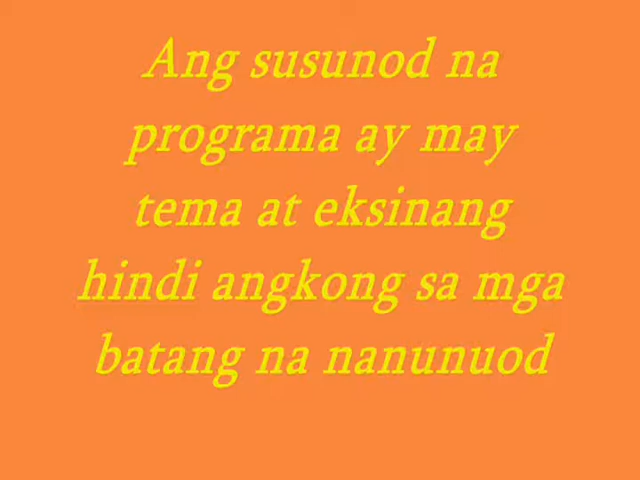 Ang susunod na
programa ay may
tema at eksinang
hindi angkong sa mga
batang na nanunuod